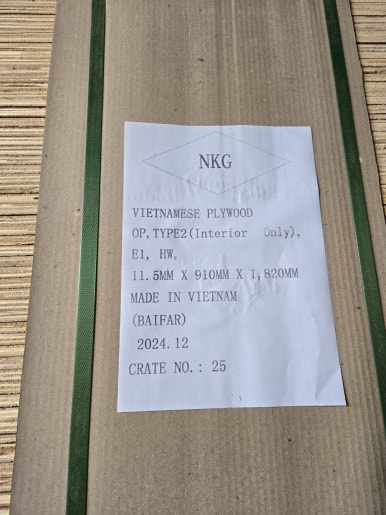 NKG
VIETNAMESE PLYWOOD
OP,TYPE2(Interior Only),
E1, HW,
11.5MM X 910MM X 1,820MM
MADE IN VIETNAM
(BAIFAR)
2024.12
CRATE NO.: 25